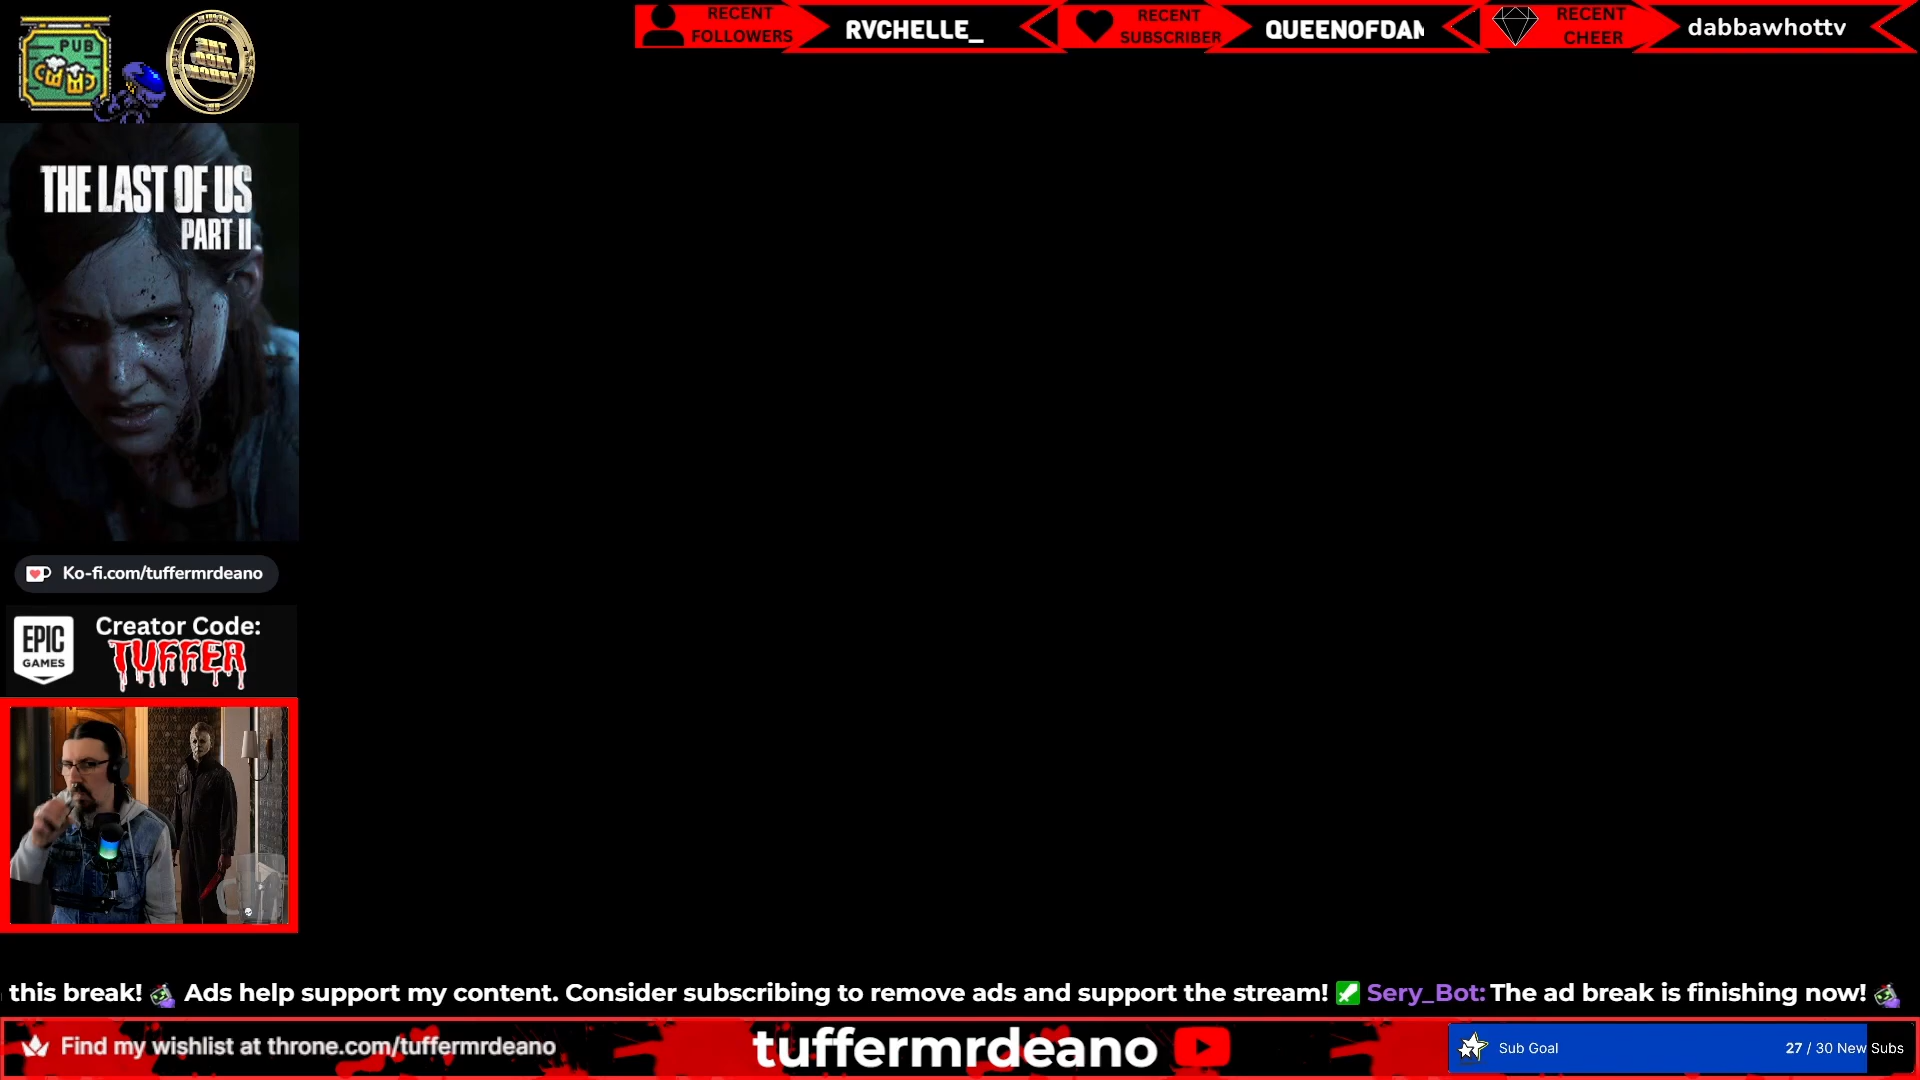 PUB
RECENT
FOLLOWERS
RVCHELLE_
RECENT
SUBSCRIBER
QUEENOFDAN
RECENT
CHEER
dabbawhottv
THE LAST OF US
PART II
Ko-fi.com/tuffermrdeano
EPIC
GAMES
Creator Code:
TUFFER
this break! Ads help support my content. Consider subscribing to remove ads and support the stream! Sery_Bot: The ad break is finishing now!
Find my wishlist at throne.com/tuffermrdeano
tuffermrdeano
Sub Goal
27 / 30 New Subs